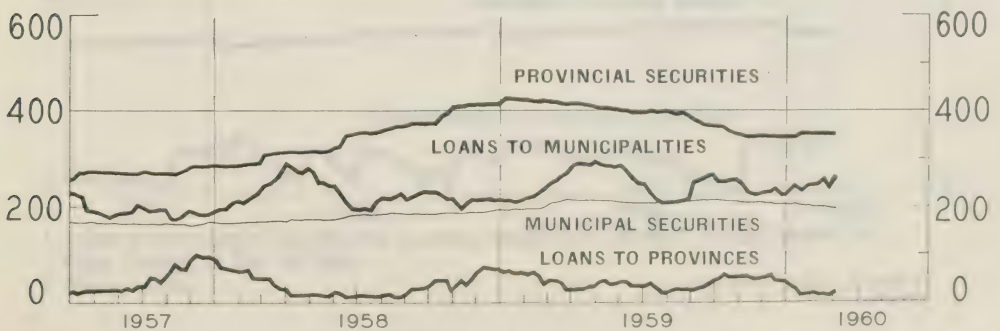 600 600
PROVINCIAL SECURITIES
400 400
LOANS TO MUNICIPALITIES
200 200
MUNICIPAL SECURITIES
LOANS TO PROVINCES
0 0
1957 1958 1959 1960